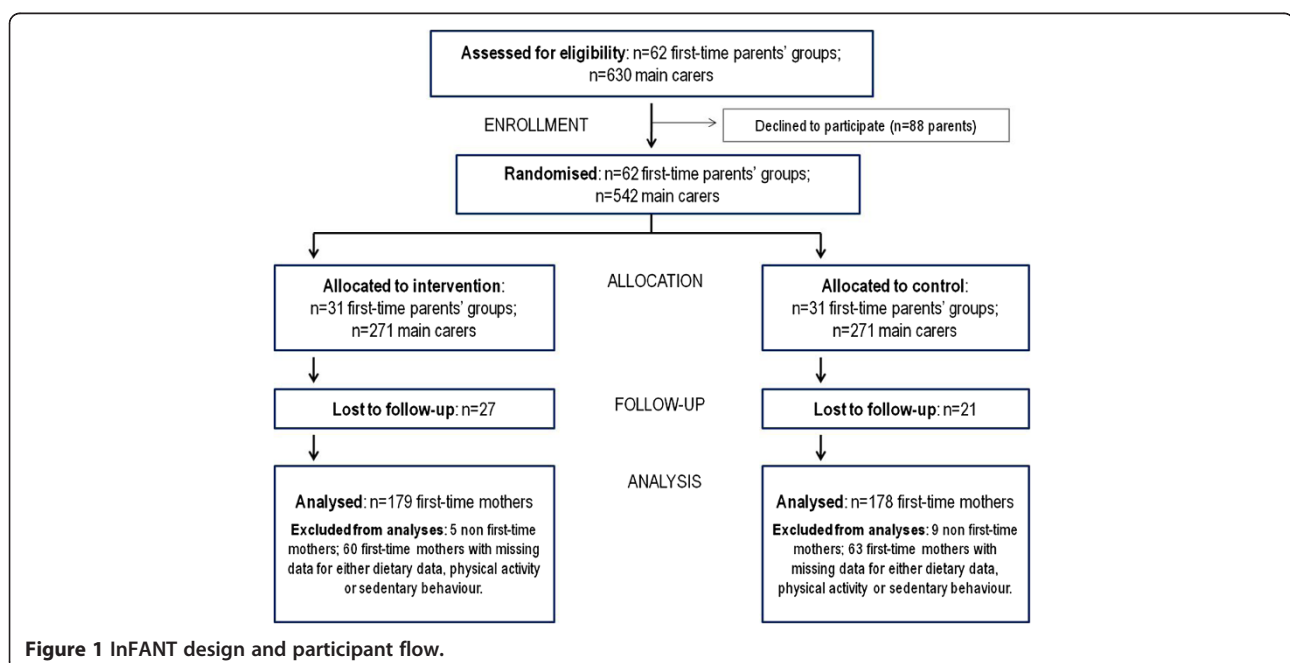 Assessed for eligibility: n=62 first-time parents' groups;
n=630 main carers
ENROLLMENT
Declined to participate (n=88 parents)
Randomised: n=62 first-time parents' groups;
n=542 main carers
ALLOCATION
Allocated to intervention:
n=31 first-time parents' groups;
n=271 main carers
Allocated to control:
n=31 first-time parents' groups;
n=271 main carers
FOLLOW-UP
Lost to follow-up: n=27
Lost to follow-up: n=21
ANALYSIS
Analysed: n=179 first-time mothers
Excluded from analyses: 5 non first-time
mothers; 60 first-time mothers with missing
data for either dietary data, physical activity
or sedentary behaviour.
Analysed: n=178 first-time mothers
Excluded from analyses: 9 non first-time
mothers; 63 first-time mothers with
missing data for either dietary data,
physical activity or sedentary behaviour.
Figure 1 InFANT design and participant flow.